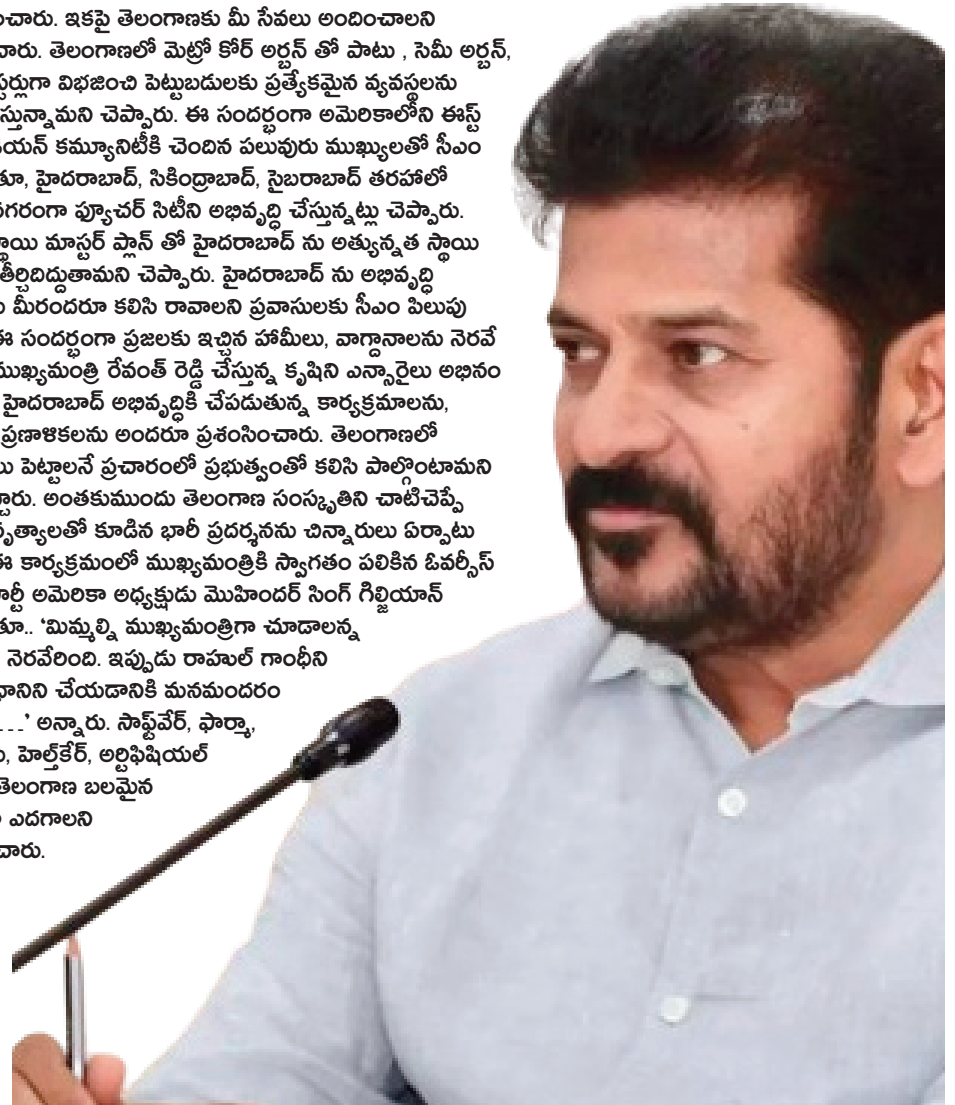 చారు. ఇకపై తెలంగాణకు మీ సేవలు అందించాలని
వారు. తెలంగాణలో మెట్రో కోర్ అర్బన్ తో పాటు , సెమీ అర్బన్,
విభజించి పెట్టుబడులకు ప్రత్యేకమైన వ్యవస్థలను
స్తున్నామని చెప్పారు. ఈ సందర్భంగా అమెరికాలోని ఈస్ట్
డియన్ కమ్యూనిటీకి చెందిన పలువురు ముఖ్యులతో సీఎం
తూ, హైదరాబాద్, సికింద్రాబాద్, సైబరాబాద్ తరహాలో
నగరంగా ఫ్యూచర్ సిటీని అభివృద్ధి చేస్తున్నట్లు చెప్పారు.
స్థాయి మాస్టర్ ప్లాన్ తో హైదరాబాద్ ను అత్యున్నత స్థాయి
తీర్చిదిద్దుతామని చెప్పారు. హైదరాబాద్ ను అభివృద్ధి
మీరందరూ కలిసి రావాలని ప్రవాసులకు సీఎం పిలుపు
ఈ సందర్భంగా ప్రజలకు ఇచ్చిన హామీలు, వాగ్దానాలను నెరవే
ముఖ్యమంత్రి రేవంత్ రెడ్డి చేస్తున్న కృషిని ఎన్నారైలు అభినం
హైదరాబాద్ అభివృద్ధికి చేపడుతున్న కార్యక్రమాలను,
ప్రణాళికలను అందరూ ప్రశంసించారు. తెలంగాణలో
లు పెట్టాలనే ప్రచారంలో ప్రభుత్వంతో కలిసి పాల్గొంటామని
చ్చారు. అంతకుముందు తెలంగాణ సంస్కృతిని చాటిచెప్పే
నృత్యాలతో కూడిన భారీ ప్రదర్శనను చిన్నారులు ఏర్పాటు
ఈ కార్యక్రమంలో ముఖ్యమంత్రికి స్వాగతం పలికిన ఓవర్సీస్
పార్టీ అమెరికా అధ్యక్షుడు మొహిందర్ సింగ్ గిల్జియాన్
తూ.. ‘మిమ్మల్ని ముఖ్యమంత్రిగా చూడాలన్న
నెరవేరింది. ఇప్పుడు రాహుల్ గాంధీని
ధానిని చేయడానికి మనమందరం
...’ అన్నారు. సాఫ్ట్‌వేర్, ఫార్మా,
హెల్త్‌కేర్, అర్టిఫిషియల్
తెలంగాణ బలమైన
ఎదగాలని
చారు.